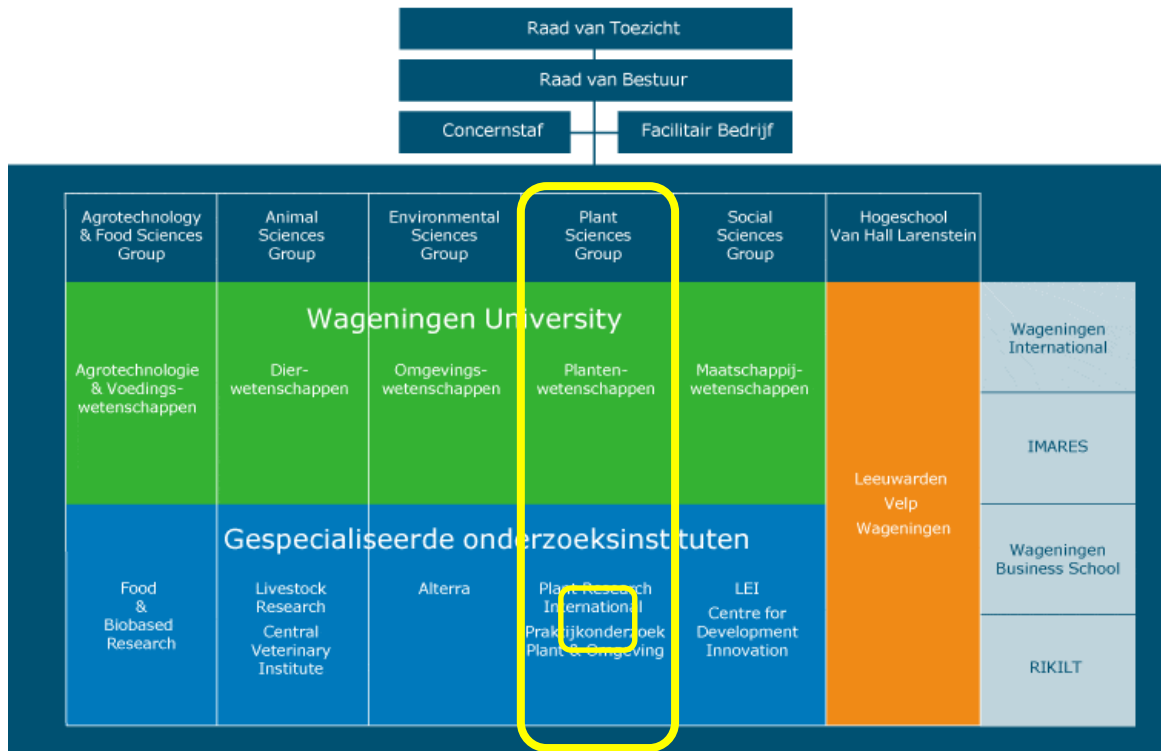 Raad van Toezicht
Raad van Bestuur
Concernstaf
Facilitair Bedrijf
Agrotechnology
& Food Sciences
Group
Animal
Sciences
Group
Environmental
Sciences
Group
Plant
Sciences
Group
Social
Sciences
Group
Hogeschool
Van Hall Larenstein
Wageningen University
Agrotechnologie
& Voedings-
wetenschappen
Dier-
wetenschappen
Omgevings-
wetenschappen
Planten-
wetenschappen
Maatschappij-
wetenschappen
Gespecialiseerde onderzoeksinstituten
Food
&
Biobased
Research
Livestock
Research
Central
Veterinary
Institute
Alterra
Plant Research
International
Praktijkonderzoek
Plant & Omgeving
LEI
Centre for
Development
Innovation
Leeuwarden
Velp
Wageningen
Wageningen
International
IMARES
Wageningen
Business School
RIKILT